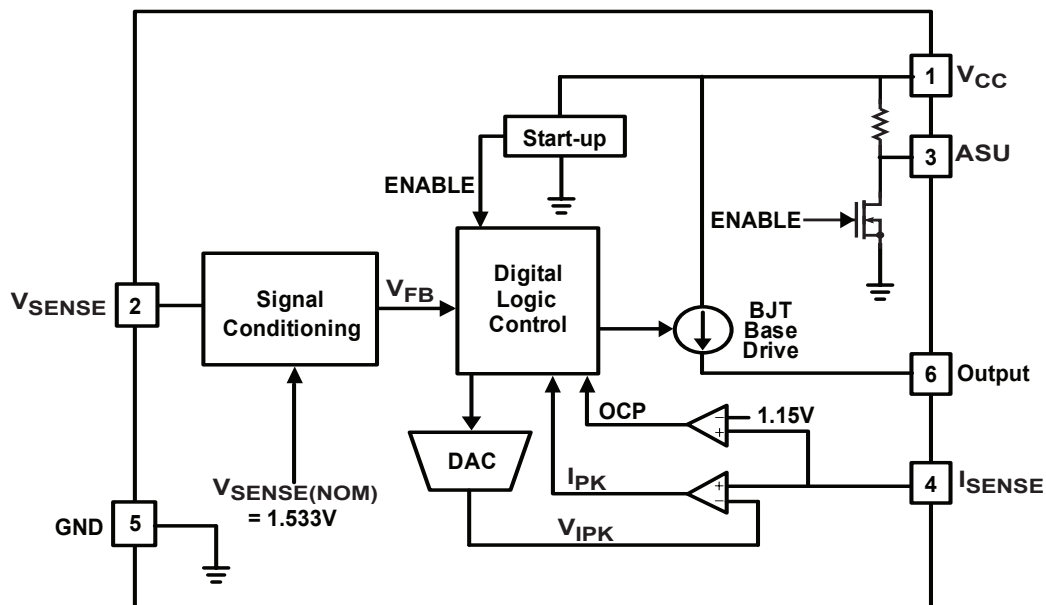 1
VCC
Start-up
3
ASU
ENABLE
ENABLE
VSENSE
2
Signal
Conditioning
VFB
Digital
Logic
Control
BJT
Base
Drive
6
Output
OCP
−
+
1.15V
DAC
IPK
+
−
4
ISENSE
VSENSE(NOM)
= 1.533V
GND
5
VIPK